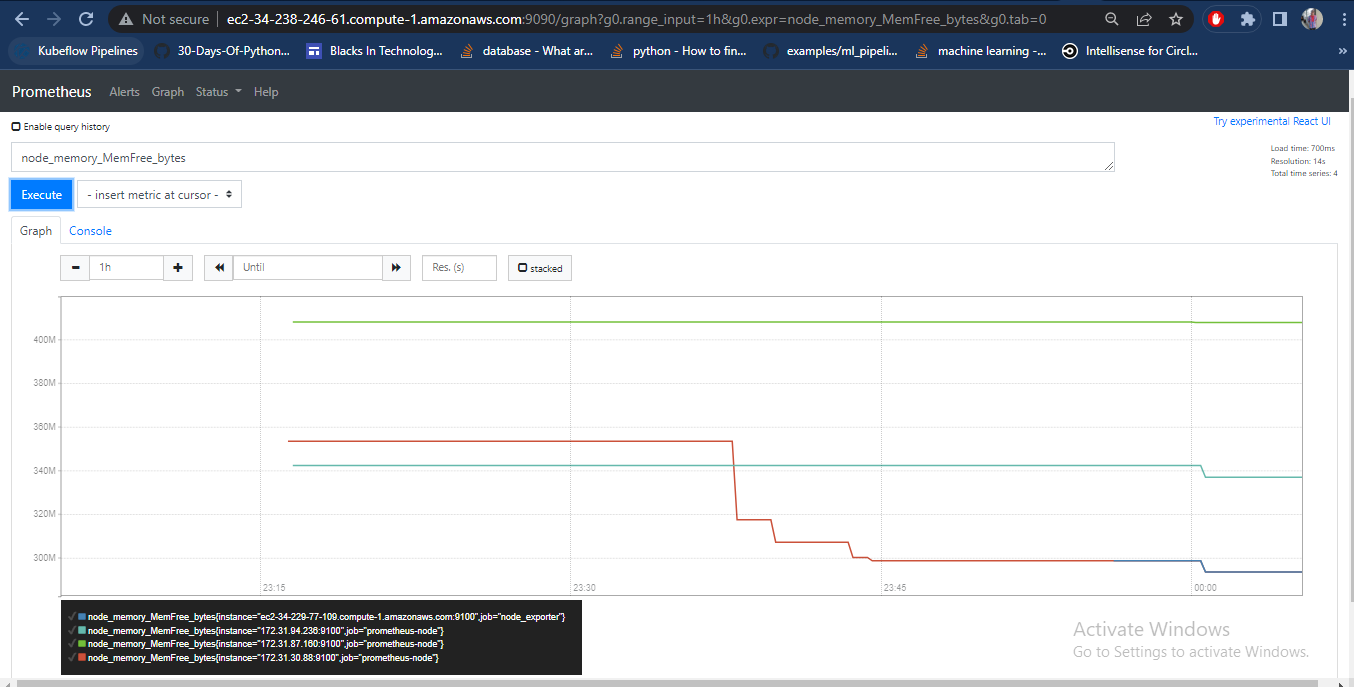 Not secure | ec2-34-238-246-61.compute-1.amazonaws.com:9090/graph?g0.range_input=1h&g0.expr=node_memory_MemFree_bytes&g0.tab=0
Kubeflow Pipelines 30-Days-Of-Python... Blacks In Technolog... database - What ar... python - How to fin... examples/ml_pipeli... machine learning -... Intellisense for Circl... »
Prometheus Alerts Graph Status Help
Enable query history
Try experimental React UI
node_memory_MemFree_bytes
Load time: 700ms
Resolution: 14s
Total time series: 4
Execute - insert metric at cursor -
Graph Console
1h Until Res. (s) stacked
400M
380M
360M
340M
320M
300M
23:15 23:30 23:45 00:00
node_memory_MemFree_bytes{instance="ec2-34-229-77-109.compute-1.amazonaws.com:9100",job="node_exporter"}
node_memory_MemFree_bytes{instance="172.31.94.236:9100",job="prometheus-node"}
node_memory_MemFree_bytes{instance="172.31.87.160:9100",job="prometheus-node"}
node_memory_MemFree_bytes{instance="172.31.30.88:9100",job="prometheus-node"}
Activate Windows
Go to Settings to activate Windows.